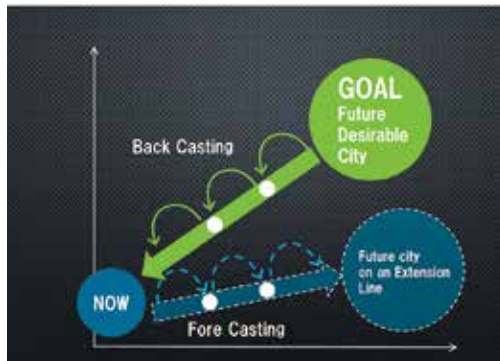 GOAL
Future
Desirable
City
Back Casting
Future city
on an Extension
Line
NOW
Fore Casting